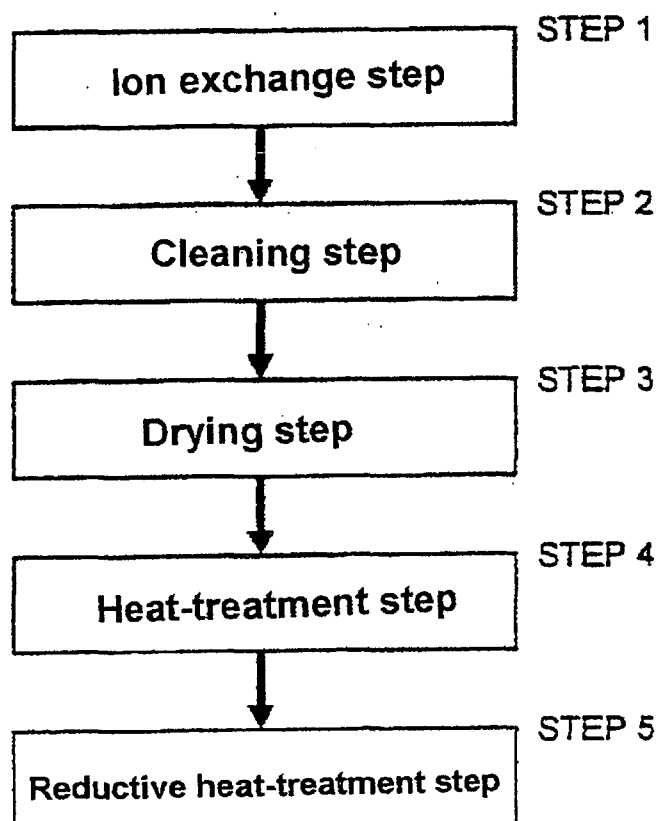 STEP 1
Ion exchange step
STEP 2
Cleaning step
STEP 3
Drying step
STEP 4
Heat-treatment step
STEP 5
Reductive heat-treatment step